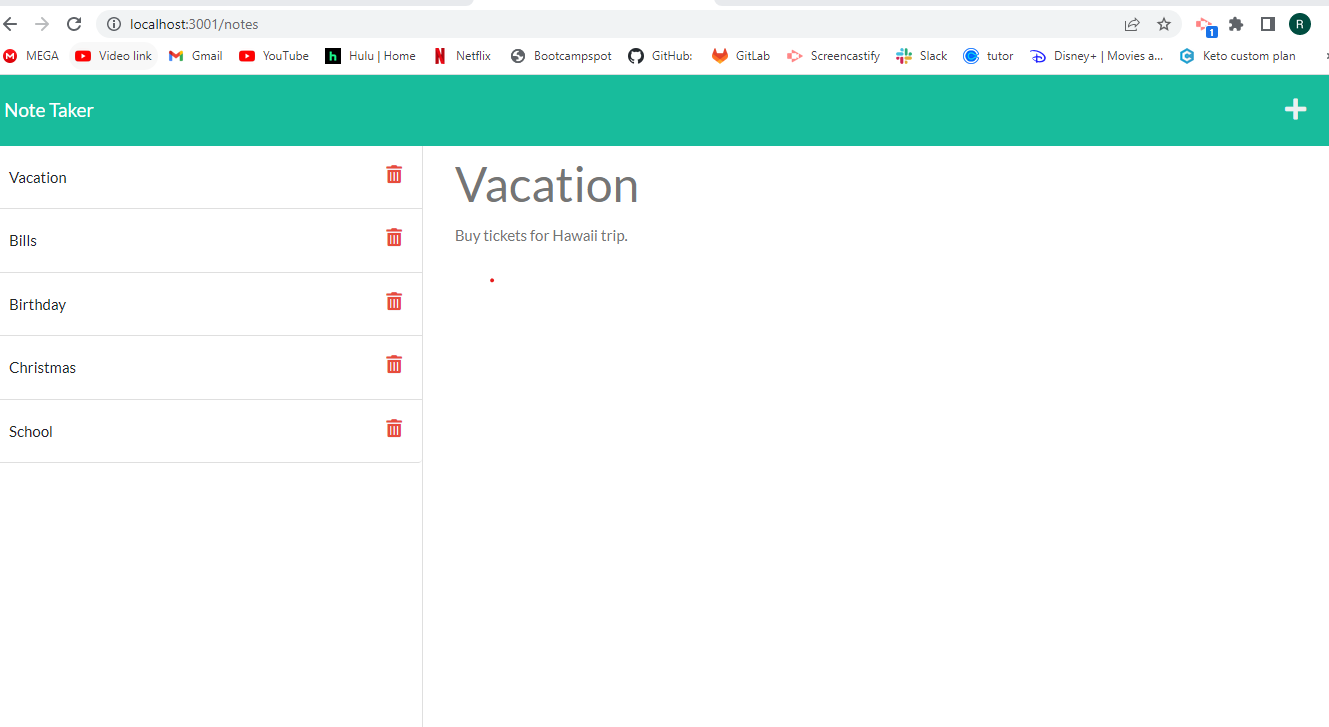 localhost:3001/notes
1
R
MEGA Video link Gmail YouTube h Hulu | Home Netflix Bootcampspot GitHub: GitLab Screencastify Slack tutor Disney+ | Movies a... Keto custom plan
Note Taker
Vacation
Bills
Birthday
Christmas
School
Vacation
Buy tickets for Hawaii trip.